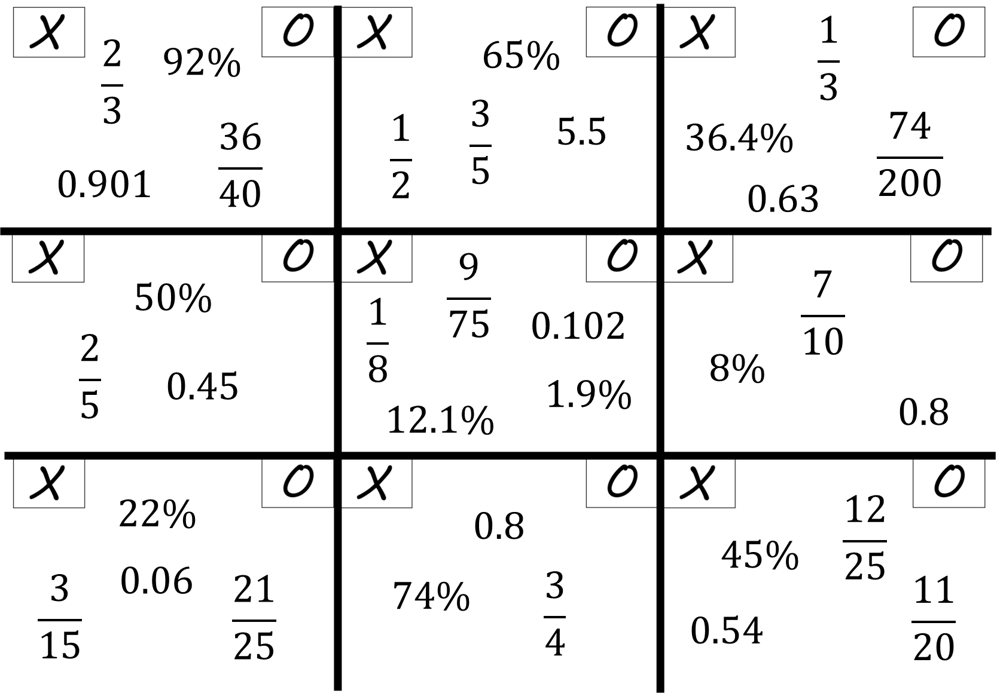 X O
2/3 92%
36/40
0.901
X O
65%
1/2 3/5 5.5
X O
1/3
36.4% 74/200
0.63
X O
50%
2/5 0.45
X O
9/75
1/8 0.102
12.1% 1.9%
X O
7/10
8%
0.8
X O
22%
0.06
3/15 21/25
X O
0.8
74% 3/4
X O
12/25
45%
0.54 11/20